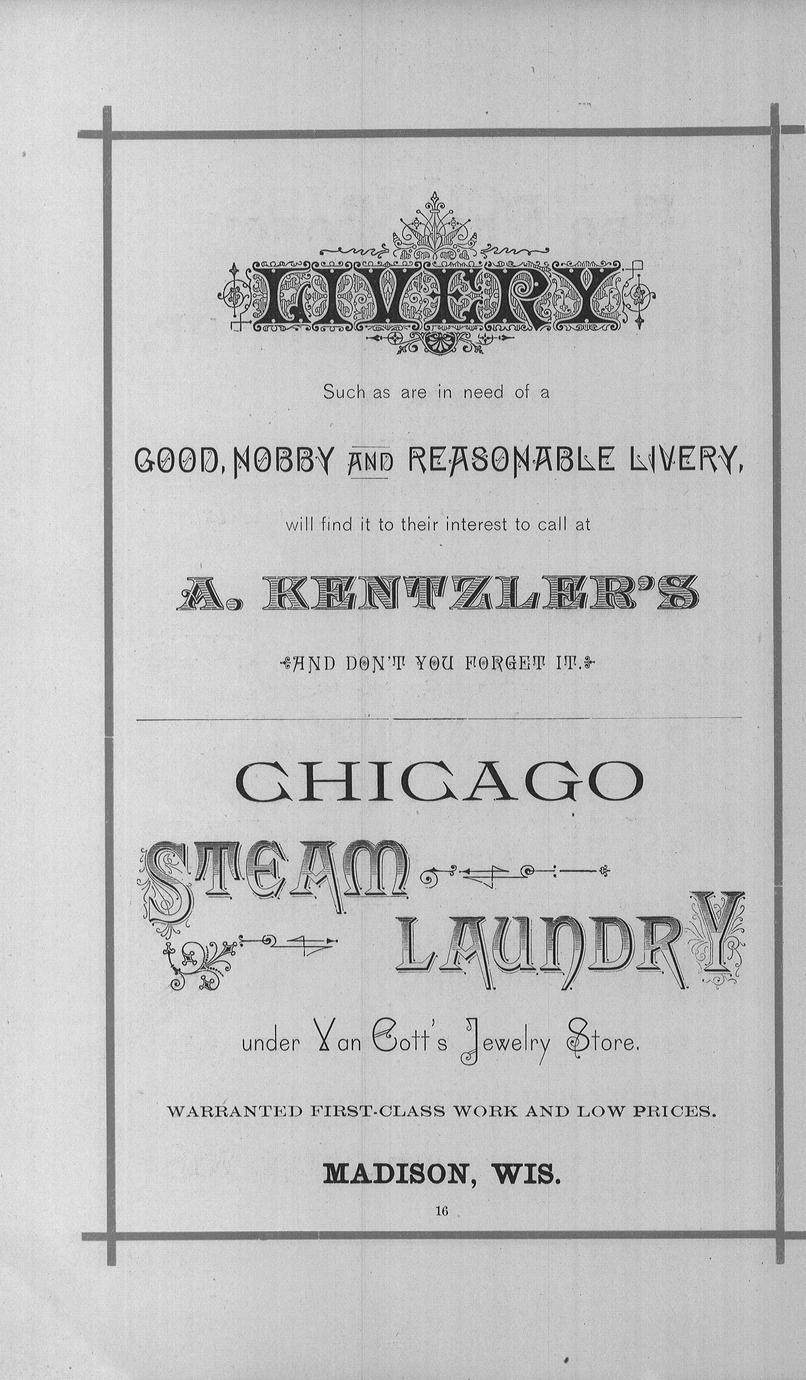 LIVERY
Such as are in need of a
GOOD, NOBBY AND REASONABLE LIVERY,
will find it to their interest to call at
A. KENTZLER'S
AND DON'T YOU FORGET IT.
CHICAGO
STEAM
LAUNDRY
under Van Cott's Jewelry Store.
WARRANTED FIRST-CLASS WORK AND LOW PRICES.
MADISON, WIS.
16